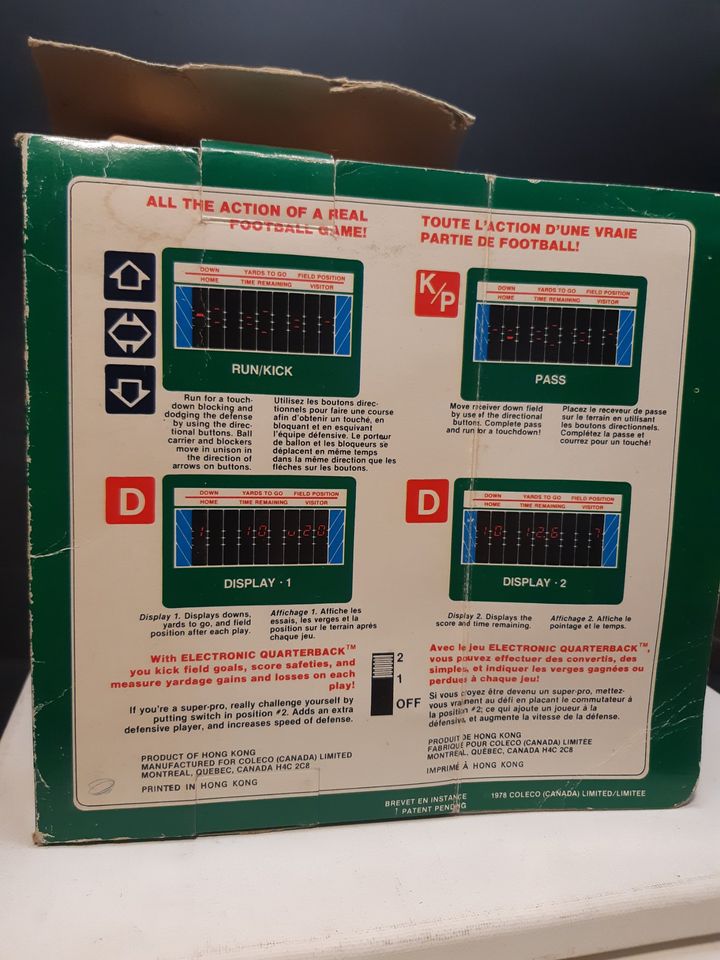 ALL THE ACTION OF A REAL
FOOTBALL GAME!
TOUTE L'ACTION D'UNE VRAIE
PARTIE DE FOOTBALL!
DOWN YARDS TO GO FIELD POSITION
HOME TIME REMAINING VISITOR
RUN/KICK
K/P
DOWN YARDS TO GO FIELD POSITION
HOME TIME REMAINING VISITOR
PASS
Run for a touch-
down blocking and
dodging the defense
by using the direc-
tional buttons. Ball
carrier and blockers
move in unison in
the direction of
arrows on buttons.
Utilisez les boutons direc-
tionnels pour faire une course
afin d'obtenir un touché, en
bloquant et en esquivant
l'équipe défensive. Le porteur
de ballon et les bloqueurs se
déplacent en même temps
dans la même direction que les
flèches sur les boutons.
Move receiver down field
by use of the directional
buttons. Complete pass
and run for a touchdown!
Placez le receveur de passe
sur le terrain en utilisant
les boutons directionnels.
Complétez la passe et
courrez pour un touché!
D
DOWN YARDS TO GO FIELD POSITION
HOME TIME REMAINING VISITOR
1 10 20
DISPLAY · 1
D
DOWN YARDS TO GO FIELD POSITION
HOME TIME REMAINING VISITOR
10 12:6 7
DISPLAY · 2
Display 1. Displays downs,
yards to go, and field
position after each play.
Affichage 1. Affiche les
essais, les verges et la
position sur le terrain après
chaque jeu.
Display 2. Displays the
score and time remaining.
Affichage 2. Affiche le
pointage et le temps.
With ELECTRONIC QUARTERBACK™
you kick field goals, score safeties, and
measure yardage gains and losses on each
play!
If you're a super-pro, really challenge yourself by
putting switch in position #2. Adds an extra
defensive player, and increases speed of defense.
2
1
OFF
Avec le jeu ELECTRONIC QUARTERBACK™,
vous pouvez effectuer des convertis, des
simples, et indiquer les verges gagnées ou
perdues à chaque jeu!
Si vous croyez être devenu un super-pro, mettez-
vous vraiment au défi en plaçant le commutateur à
la position #2; ce qui ajoute un joueur à la
défensive, et augmente la vitesse de la défense.
PRODUCT OF HONG KONG
MANUFACTURED FOR COLECO (CANADA) LIMITED
MONTREAL, QUEBEC, CANADA H4C 2C8
PRINTED IN HONG KONG
PRODUIT DE HONG KONG
FABRIQUÉ POUR COLECO (CANADA) LIMITÉE
MONTREAL, QUÉBEC, CANADA H4C 2C8
IMPRIMÉ À HONG KONG
BREVET EN INSTANCE
PATENT PENDING
1978 COLECO (CANADA) LIMITED/LIMITEE